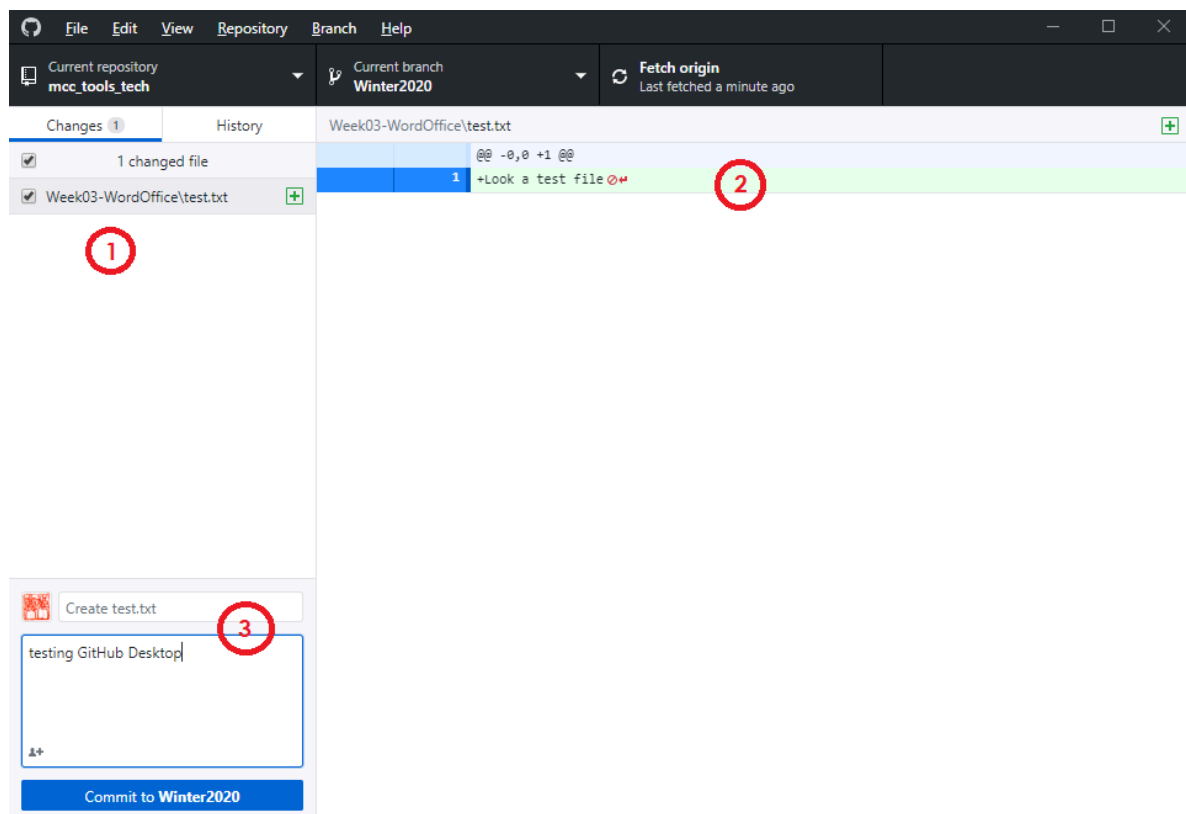 File Edit View Repository Branch Help
Current repository
mcc_tools_tech
Current branch
Winter2020
Fetch origin
Last fetched a minute ago
Changes 1 History
Week03-WordOffice\test.txt
1 changed file
@@ -0,0 +1 @@
1 +Look a test file
Week03-WordOffice\test.txt
1
2
Create test.txt
3
testing GitHub Desktop
Commit to Winter2020